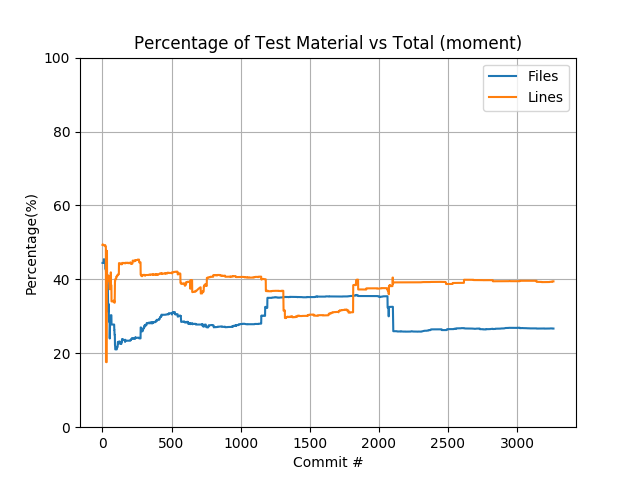 Percentage of Test Material vs Total (moment)
Files
Lines
100
80
60
40
20
0
Percentage(%)
0 500 1000 1500 2000 2500 3000
Commit #